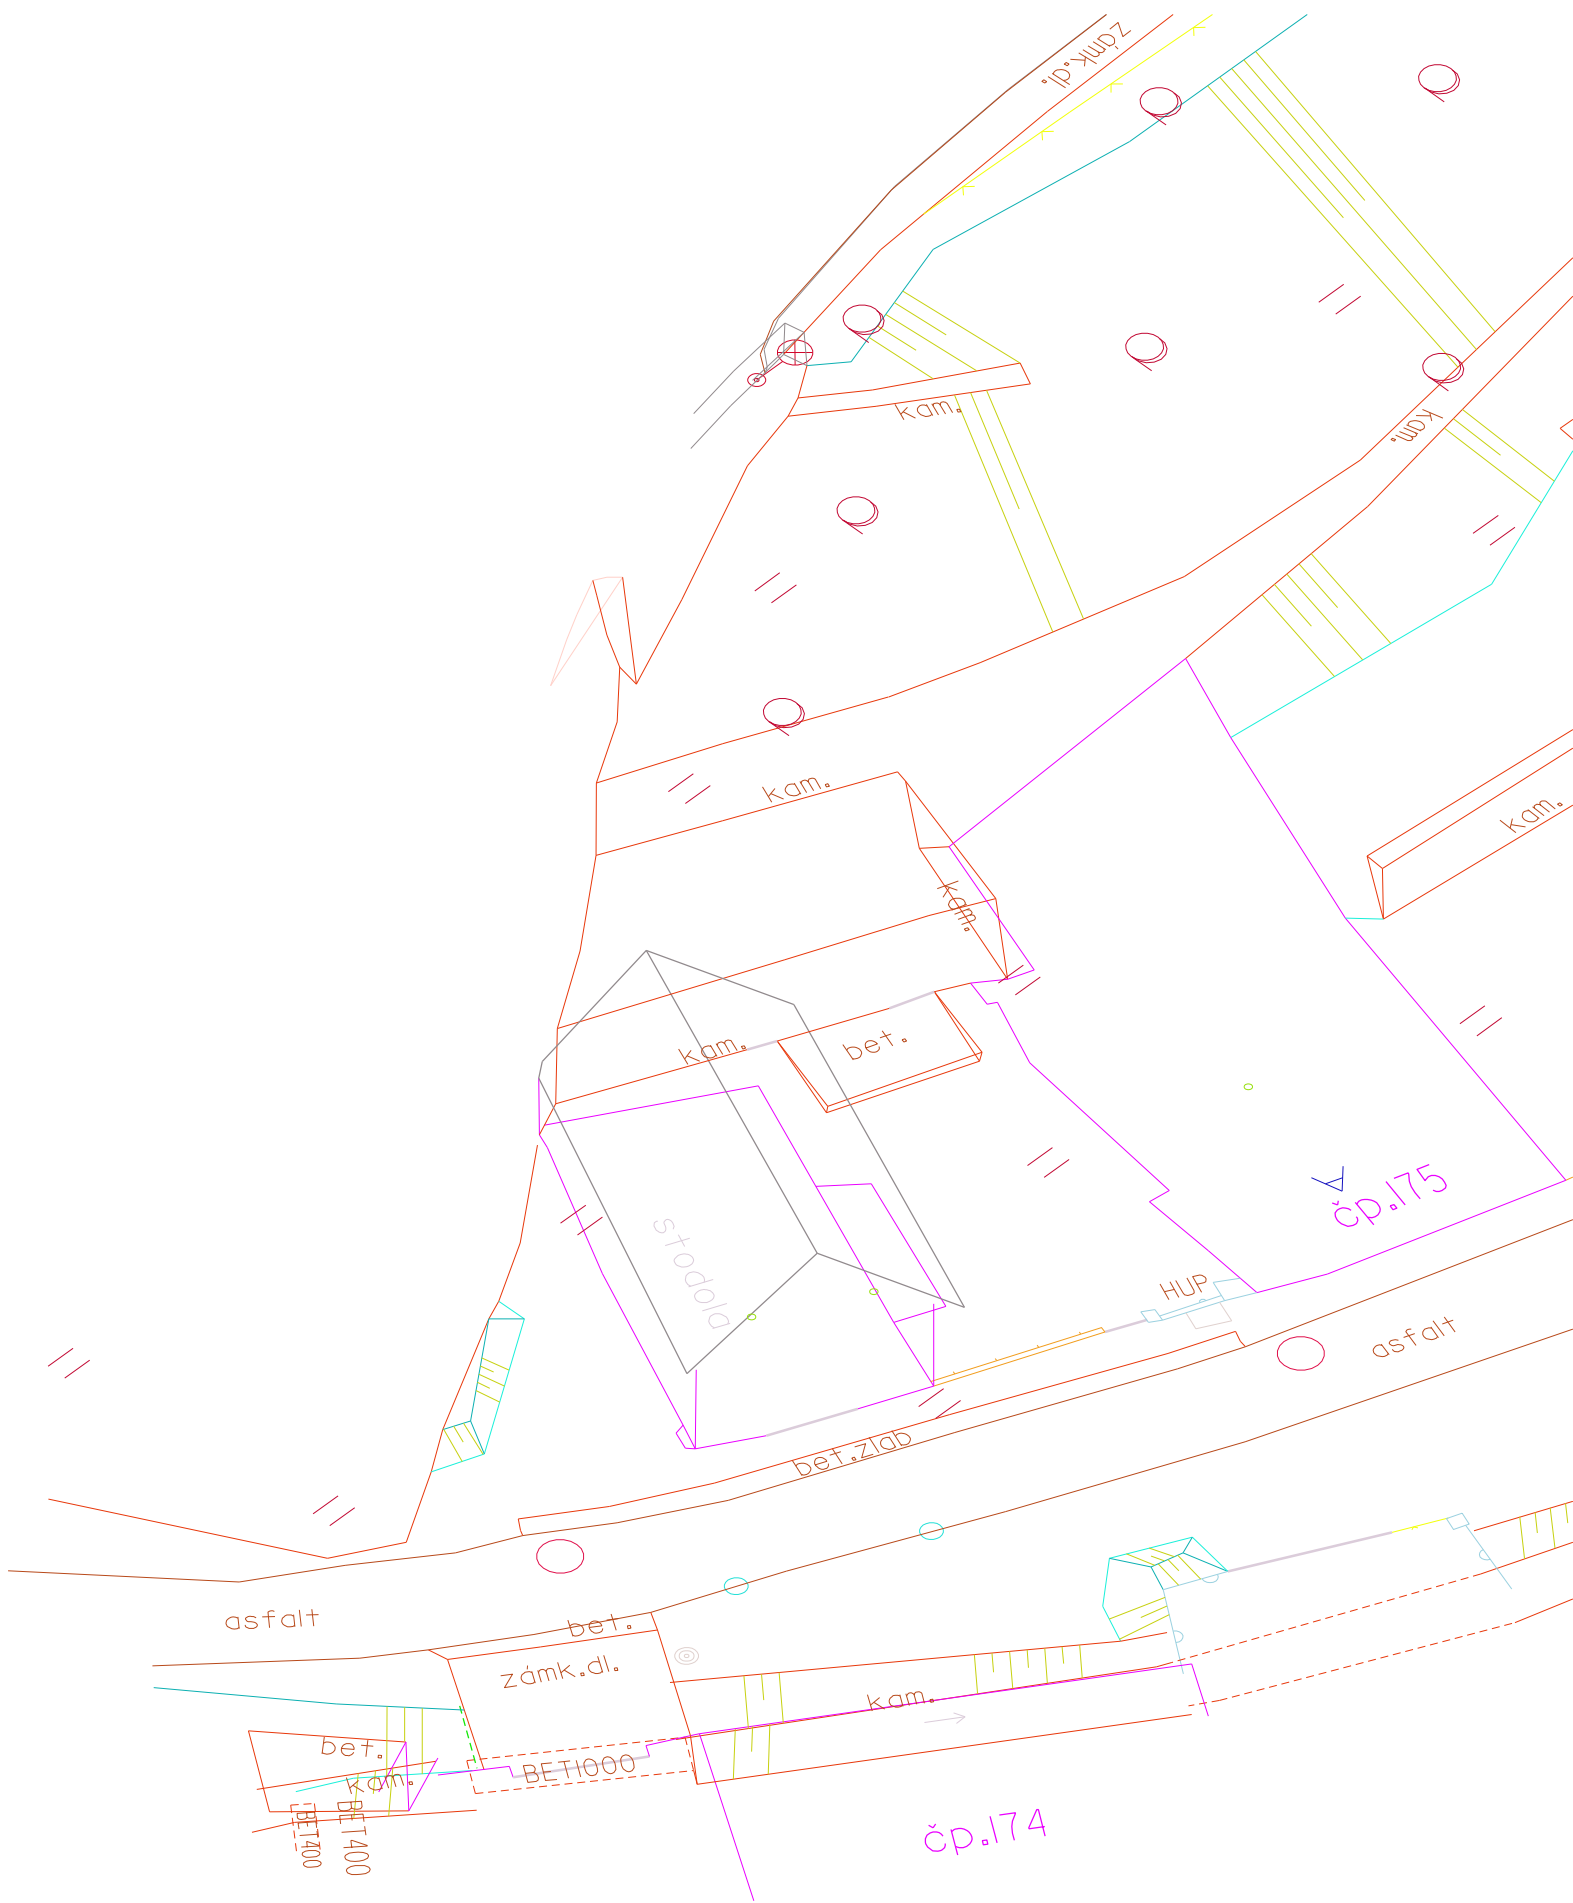 zámk.dl.
kam.
kam.
kam.
kam.
kam.
kam.
bet.
stodola
čp.175
HUP
asfalt
bet.zlab
asfalt
bet.
zámk.dl.
kam.
bet.
kam.
BET1000
BET400
BET400
čp.174